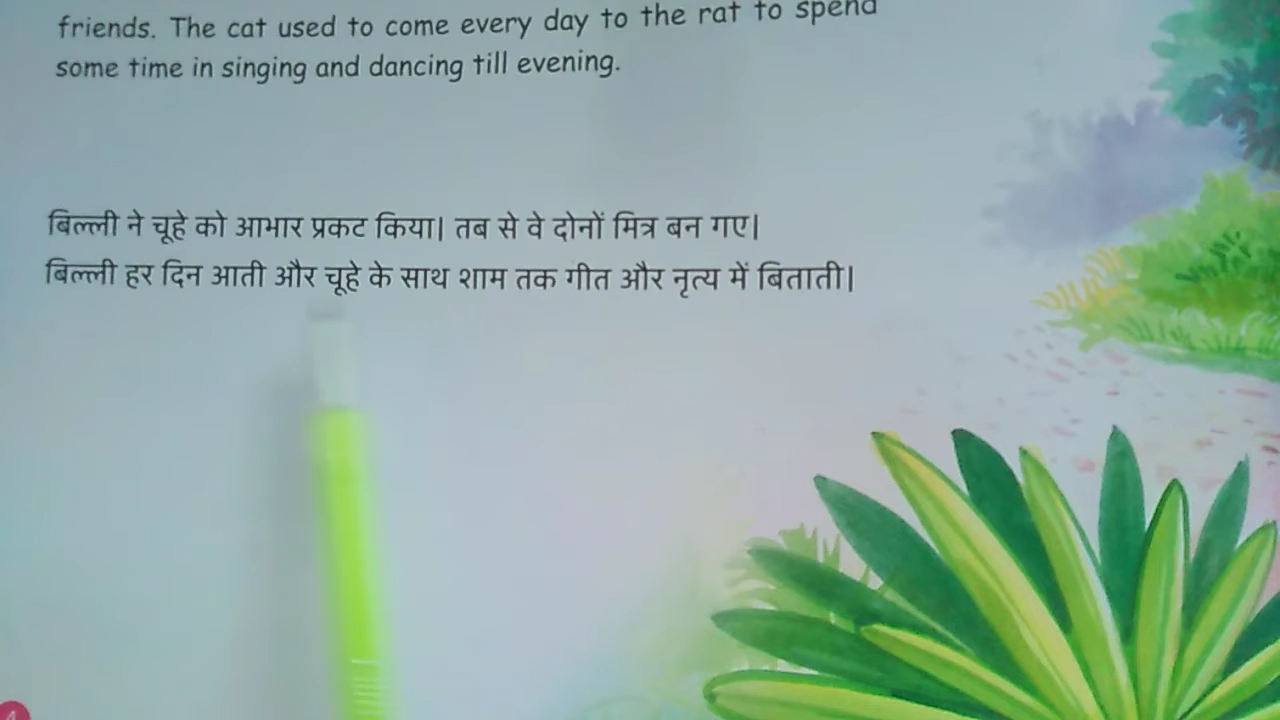 friends. The cat used to come every day to the rat to spend
some time in singing and dancing till evening.
बिल्ली ने चूहे को आभार प्रकट किया। तब से वे दोनों मित्र बन गए।
बिल्ली हर दिन आती और चूहे के साथ शाम तक गीत और नृत्य में बिताती।
4